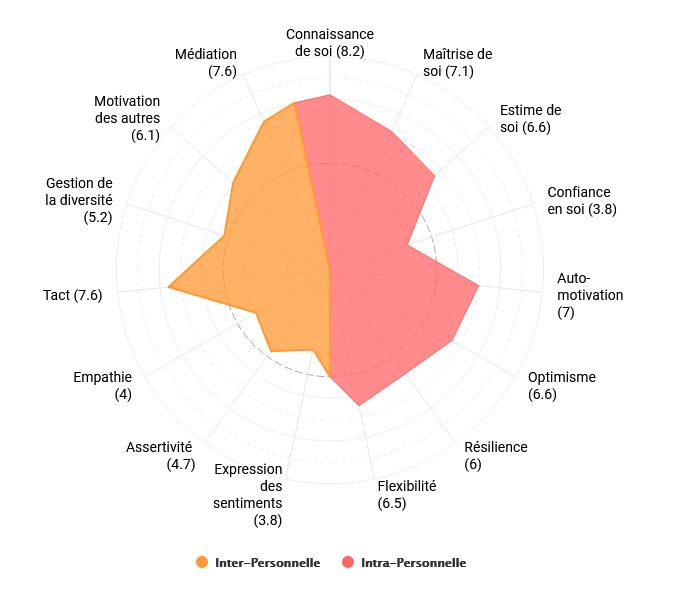 Connaissance
de soi (8.2)
Maîtrise de
soi (7.1)
Estime de
soi (6.6)
Confiance
en soi (3.8)
Auto-
motivation
(7)
Optimisme
(6.6)
Résilience
(6)
Flexibilité
(6.5)
Expression
des
sentiments
(3.8)
Assertivité
(4.7)
Empathie
(4)
Tact (7.6)
Gestion de
la diversité
(5.2)
Motivation
des autres
(6.1)
Médiation
(7.6)
Inter-Personnelle
Intra-Personnelle